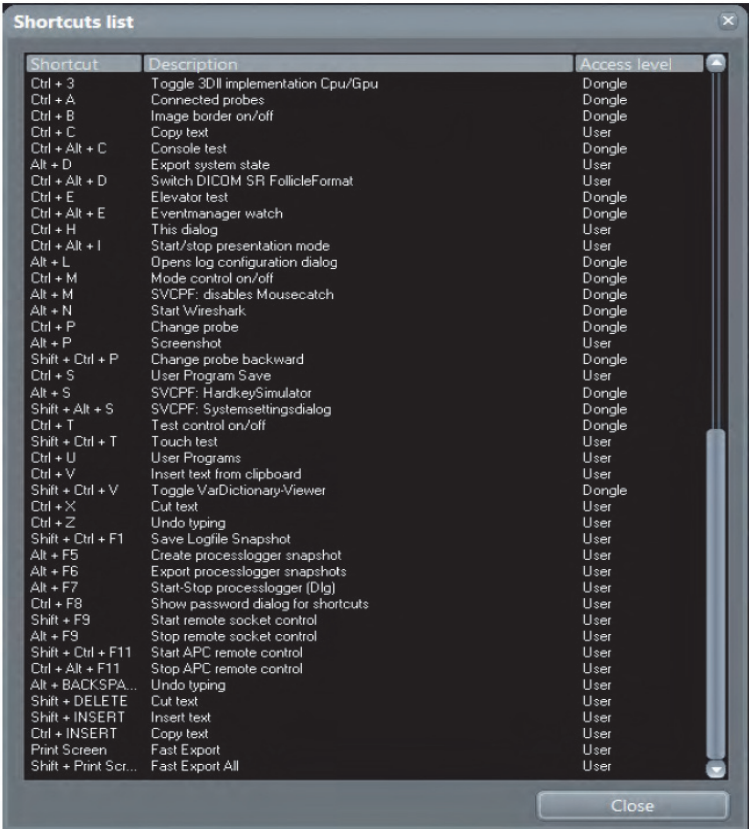 Shortcuts list
Shortcut Description Access level
Ctrl + 3 Toggle 3DII implementation Cpu/Gpu Dongle
Ctrl + A Connected probes Dongle
Ctrl + B Image border on/off Dongle
Ctrl + C Copy text User
Ctrl + Alt + C Console test Dongle
Alt + D Export system state User
Ctrl + Alt + D Switch DICOM SR FollicleFormat User
Ctrl + E Elevator test Dongle
Ctrl + Alt + E Eventmanager watch Dongle
Ctrl + H This dialog User
Ctrl + Alt + I Start/stop presentation mode User
Alt + L Opens log configuration dialog Dongle
Ctrl + M Mode control on/off Dongle
Alt + M SVCPF: disables Mousecatch Dongle
Alt + N Start Wireshark Dongle
Ctrl + P Change probe Dongle
Alt + P Screenshot User
Shift + Ctrl + P Change probe backward Dongle
Ctrl + S User Program Save User
Alt + S SVCPF: HardkeySimulator Dongle
Shift + Alt + S SVCPF: Systemsettingsdialog Dongle
Ctrl + T Test control on/off Dongle
Shift + Ctrl + T Touch test User
Ctrl + U User Programs User
Ctrl + V Insert text from clipboard User
Shift + Ctrl + V Toggle VarDictionary-Viewer Dongle
Ctrl + X Cut text User
Ctrl + Z Undo typing User
Shift + Ctrl + F1 Save Logfile Snapshot User
Alt + F5 Create processlogger snapshot User
Alt + F6 Export processlogger snapshots User
Alt + F7 Start-Stop processlogger (Dlg) User
Ctrl + F8 Show password dialog for shortcuts User
Shift + F9 Start remote socket control User
Alt + F9 Stop remote socket control User
Shift + Ctrl + F11 Start APC remote control User
Ctrl + Alt + F11 Stop APC remote control User
Alt + BACKSPA... Undo typing User
Shift + DELETE Cut text User
Shift + INSERT Insert text User
Ctrl + INSERT Copy text User
Print Screen Fast Export User
Shift + Print Scr... Fast Export All User
Close